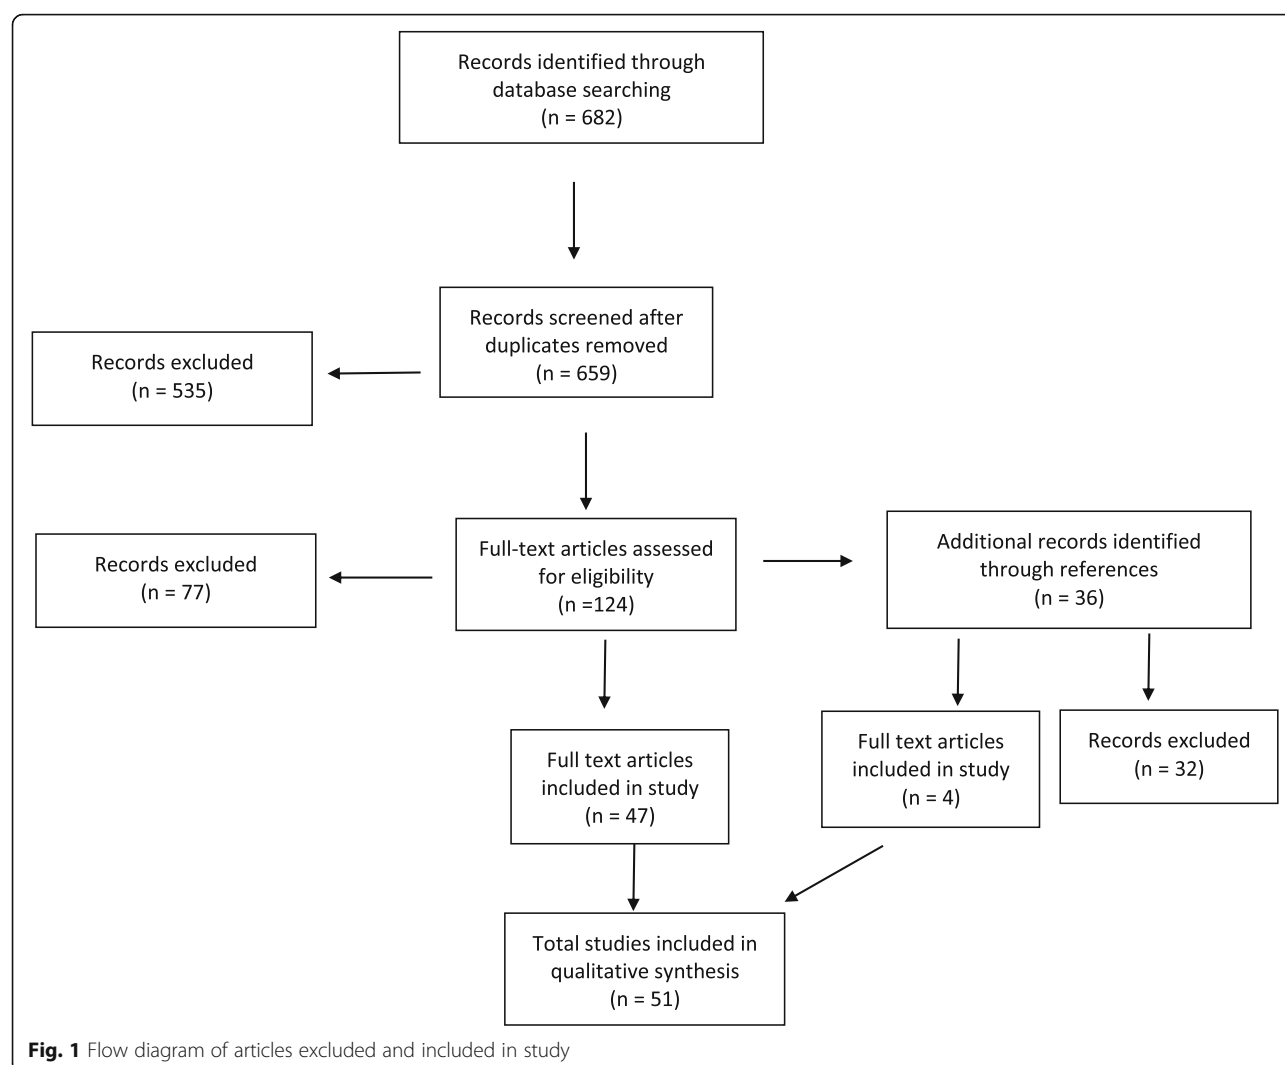 Records identified through
database searching
(n = 682)
Records screened after
duplicates removed
(n = 659)
Records excluded
(n = 535)
Full-text articles assessed
for eligibility
(n =124)
Records excluded
(n = 77)
Additional records identified
through references
(n = 36)
Full text articles
included in study
(n = 47)
Full text articles
included in study
(n = 4)
Records excluded
(n = 32)
Total studies included in
qualitative synthesis
(n = 51)
Fig. 1 Flow diagram of articles excluded and included in study